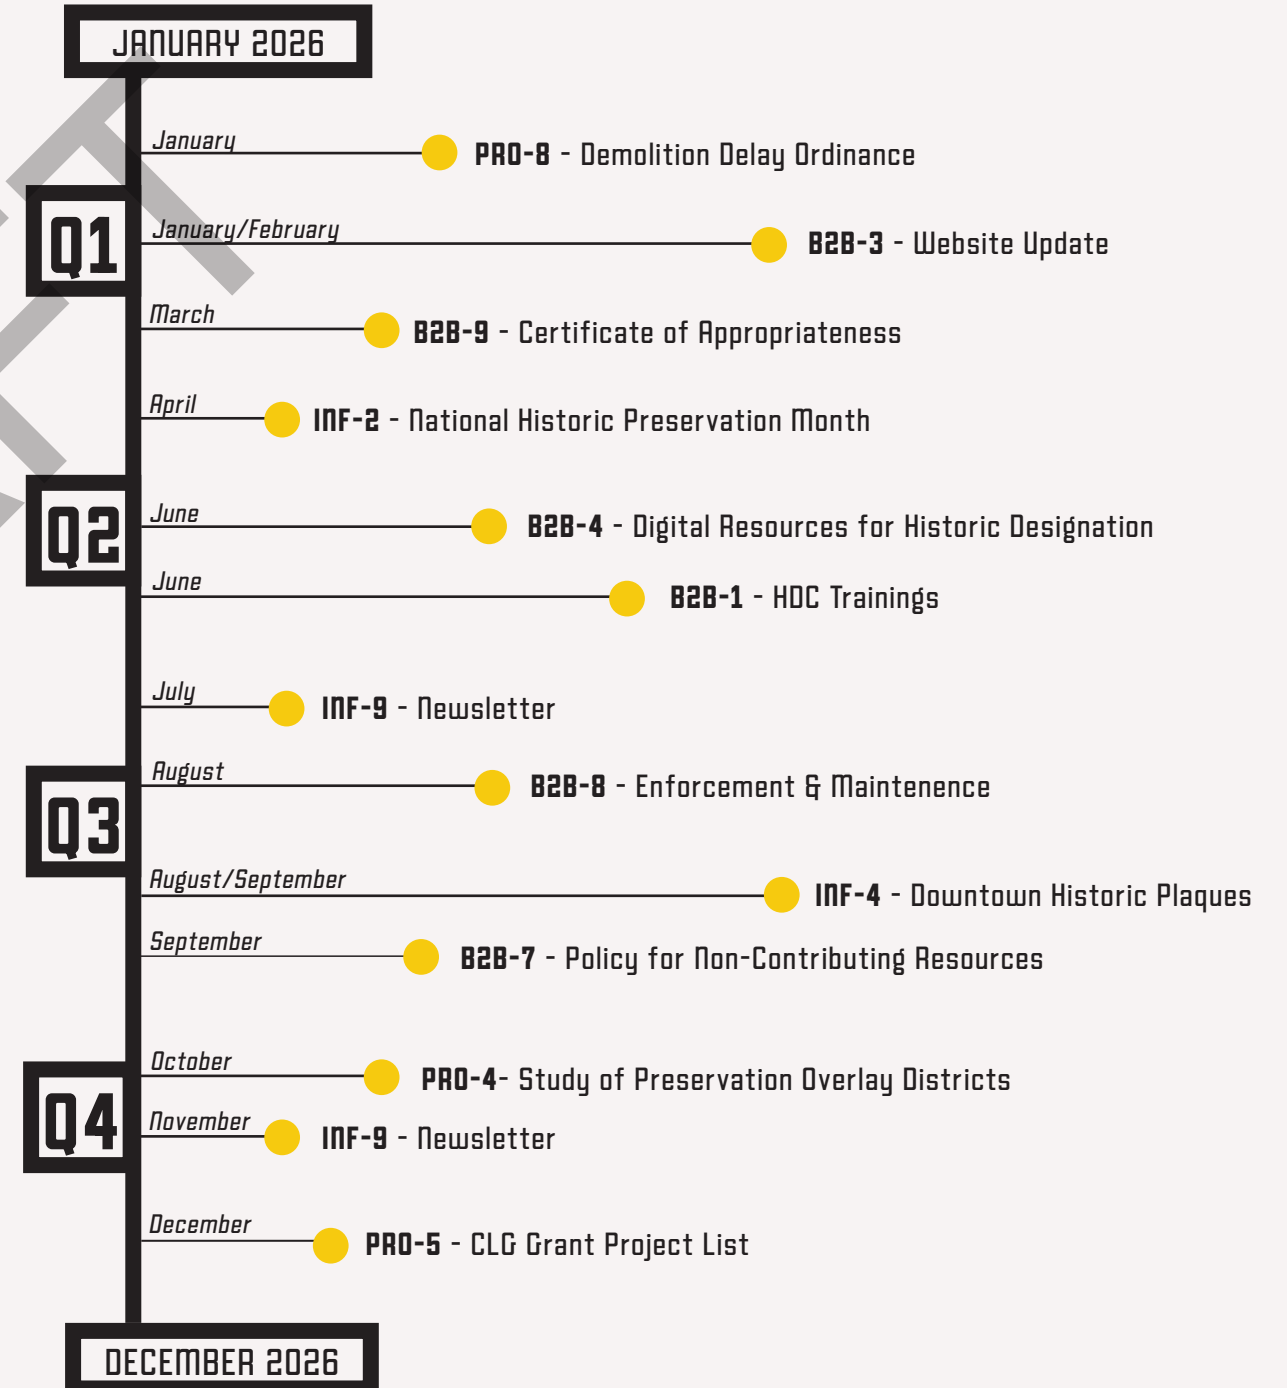 JANUARY 2026
January
PRO-8 - Demolition Delay Ordinance
Q1
January/February
B2B-3 - Website Update
March
B2B-9 - Certificate of Appropriateness
April
INF-2 - National Historic Preservation Month
Q2
June
B2B-4 - Digital Resources for Historic Designation
June
B2B-1 - HDC Trainings
July
INF-9 - Newsletter
Q3
August
B2B-8 - Enforcement & Maintenence
August/September
INF-4 - Downtown Historic Plaques
September
B2B-7 - Policy for Non-Contributing Resources
Q4
October
PRO-4- Study of Preservation Overlay Districts
November
INF-9 - Newsletter
December
PRO-5 - CLG Grant Project List
DECEMBER 2026